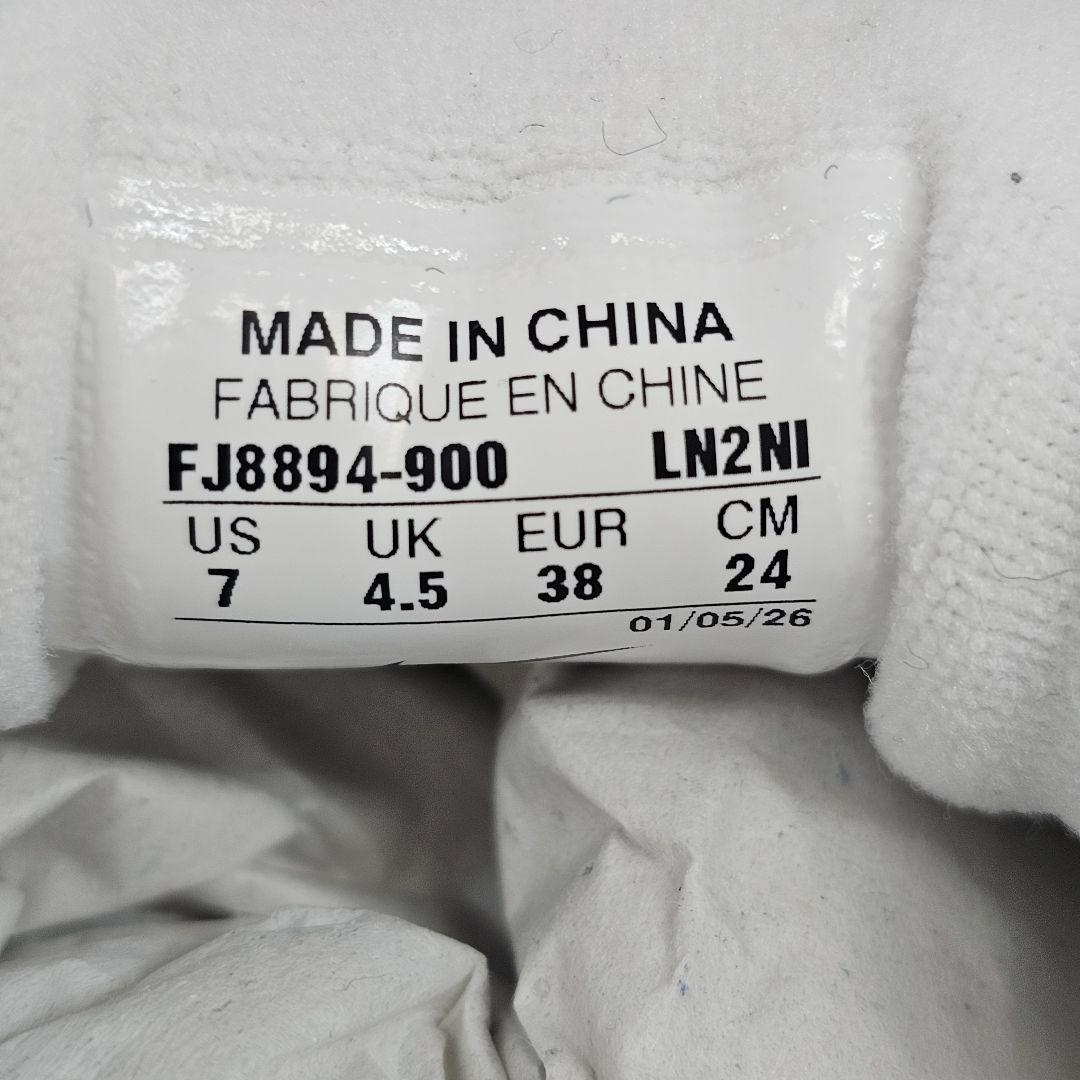 MADE IN CHINA
FABRIQUE EN CHINE
FJ8894-900 LN2NI
US UK EUR CM
7 4.5 38 24
01/05/26